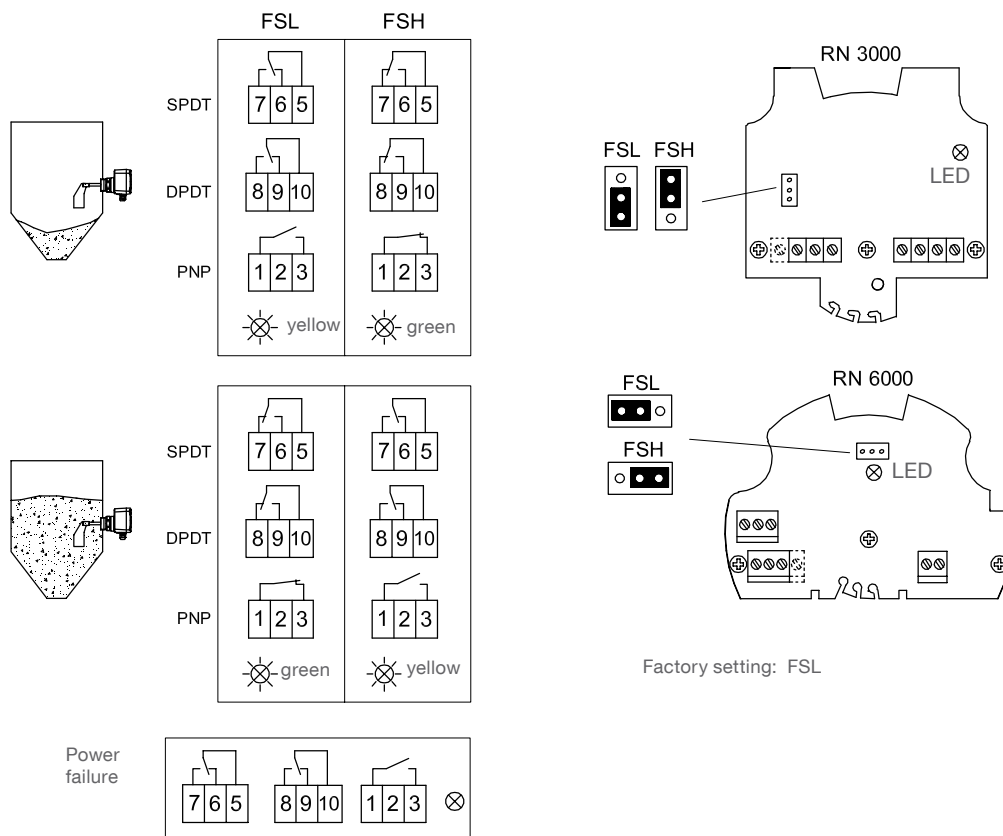 FSL FSH
SPDT 7 6 5 7 6 5
DPDT 8 9 10 8 9 10
PNP 1 2 3 1 2 3
yellow green
SPDT 7 6 5 7 6 5
DPDT 8 9 10 8 9 10
PNP 1 2 3 1 2 3
green yellow
Power
failure
7 6 5 8 9 10 1 2 3
RN 3000
FSL FSH
LED
RN 6000
FSL
FSH
LED
Factory setting: FSL